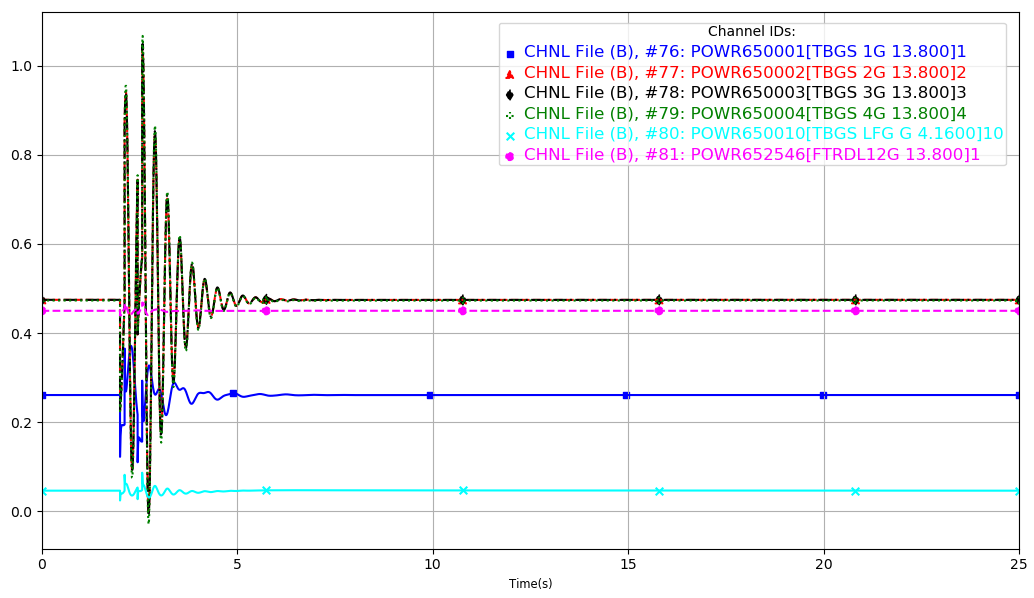 Channel IDs:
CHNL File (B), #76: POWR650001[TBGS 1G 13.800]1
CHNL File (B), #77: POWR650002[TBGS 2G 13.800]2
CHNL File (B), #78: POWR650003[TBGS 3G 13.800]3
CHNL File (B), #79: POWR650004[TBGS 4G 13.800]4
CHNL File (B), #80: POWR650010[TBGS LFG G 4.1600]10
CHNL File (B), #81: POWR652546[FTRDL12G 13.800]1
1.0
0.8
0.6
0.4
0.2
0.0
0 5 10 15 20 25
Time(s)